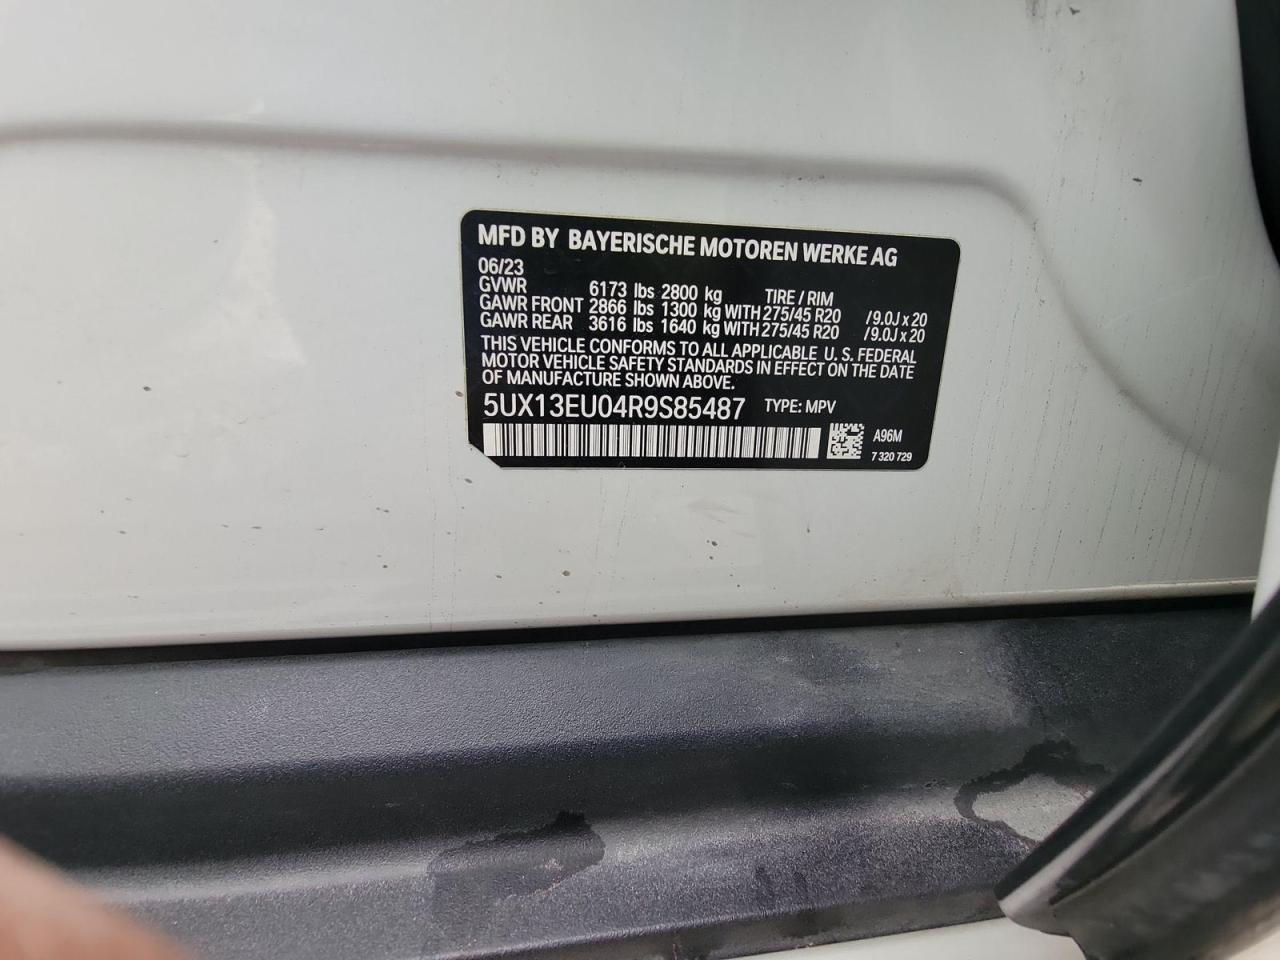 MFD BY BAYERISCHE MOTOREN WERKE AG
06/23
GVWR 6173 lbs 2800 kg TIRE / RIM
GAWR FRONT 2866 lbs 1300 kg WITH 275/45 R20 /9.0J x 20
GAWR REAR 3616 lbs 1640 kg WITH 275/45 R20 /9.0J x 20
THIS VEHICLE CONFORMS TO ALL APPLICABLE U. S. FEDERAL
MOTOR VEHICLE SAFETY STANDARDS IN EFFECT ON THE DATE
OF MANUFACTURE SHOWN ABOVE.
5UX13EU04R9S85487 TYPE: MPV
A96M
7 320 729